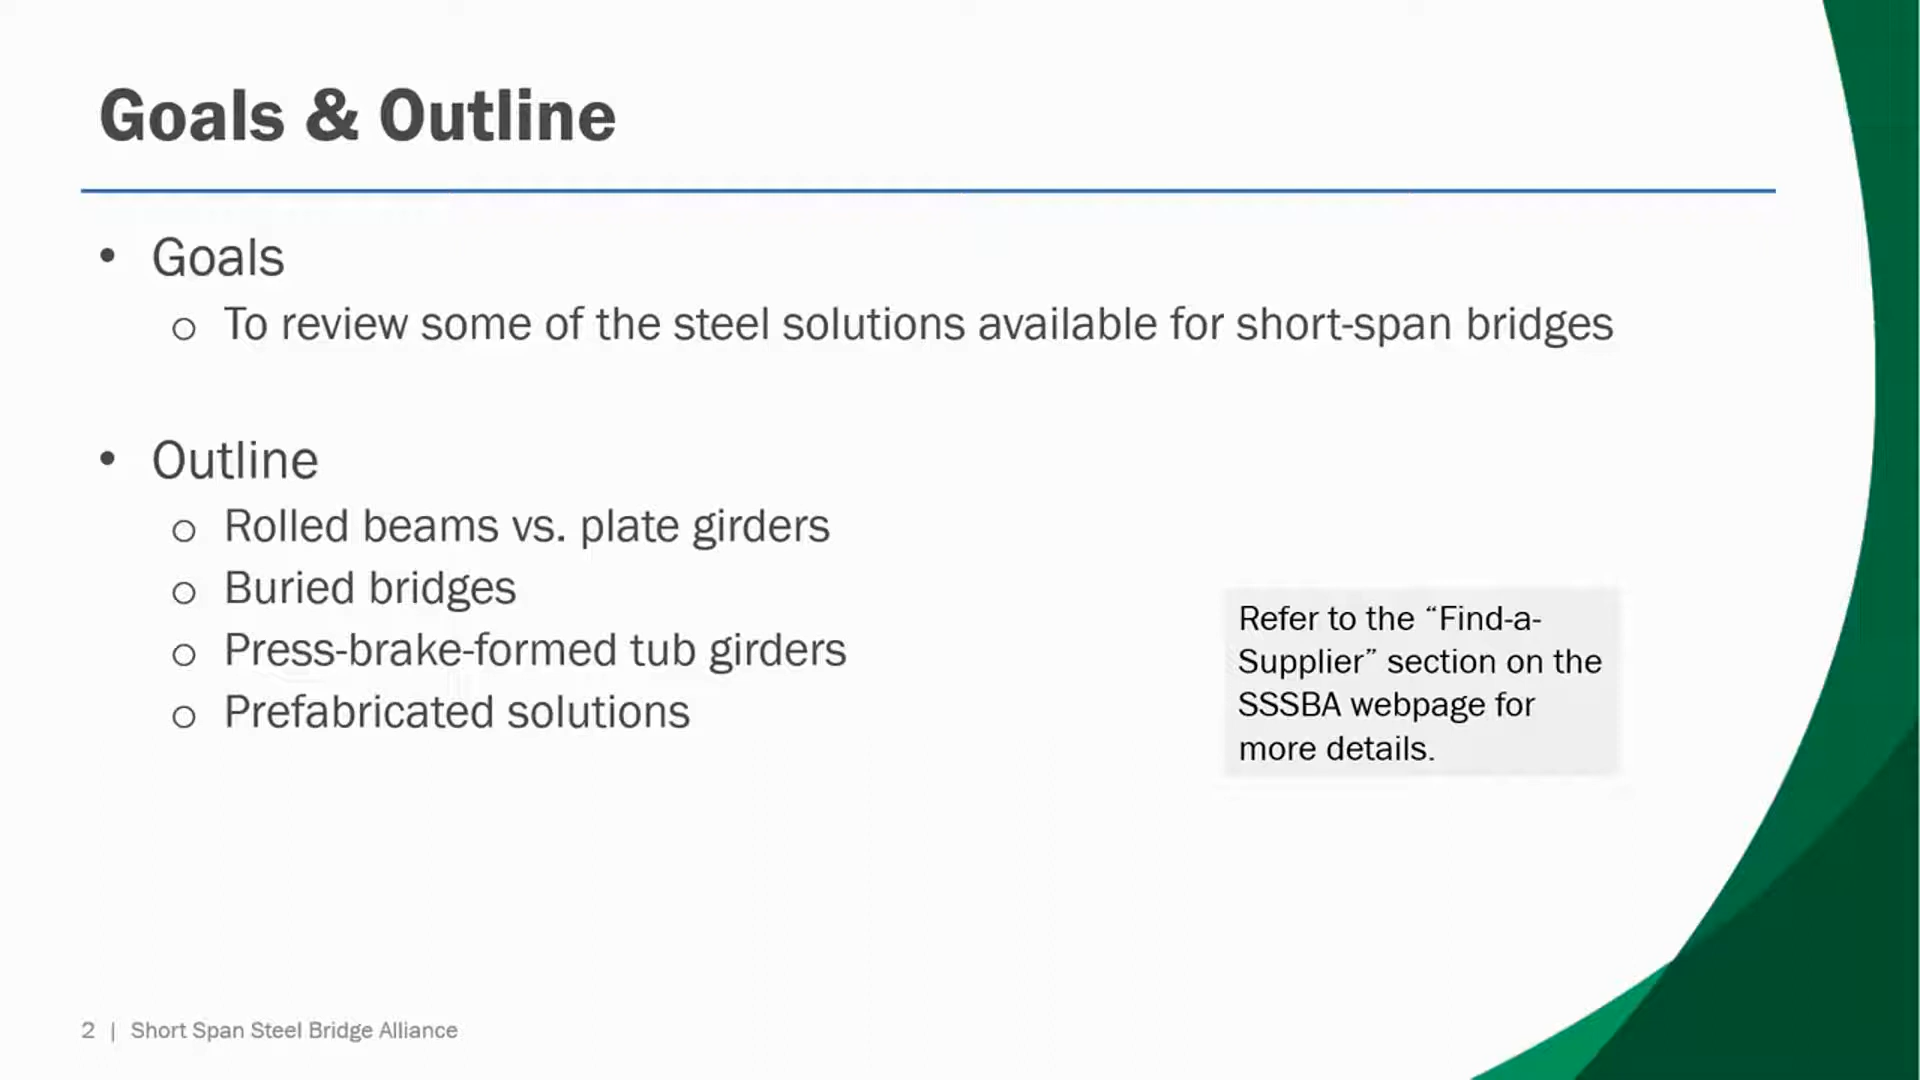 Goals & Outline
• Goals
o To review some of the steel solutions available for short-span bridges
• Outline
o Rolled beams vs. plate girders
o Buried bridges
o Press-brake-formed tub girders
o Prefabricated solutions
Refer to the “Find-a-
Supplier” section on the
SSSBA webpage for
more details.
2 | Short Span Steel Bridge Alliance